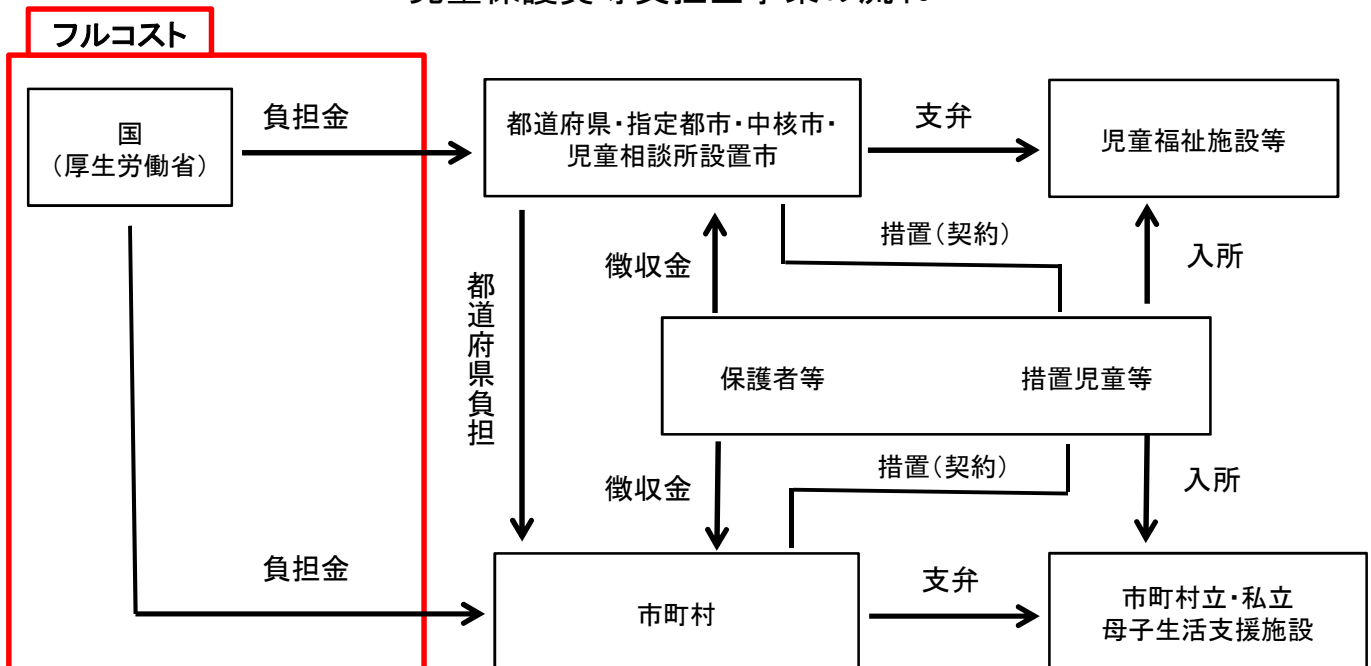 フルコスト
国
（厚生労働省）
負担金
都道府県・指定都市・中核市・
児童相談所設置市
支弁
児童福祉施設等
措置（契約）
徴収金
入所
都道府県負担
保護者等
措置児童等
措置（契約）
徴収金
入所
負担金
市町村
支弁
市町村立・私立
母子生活支援施設